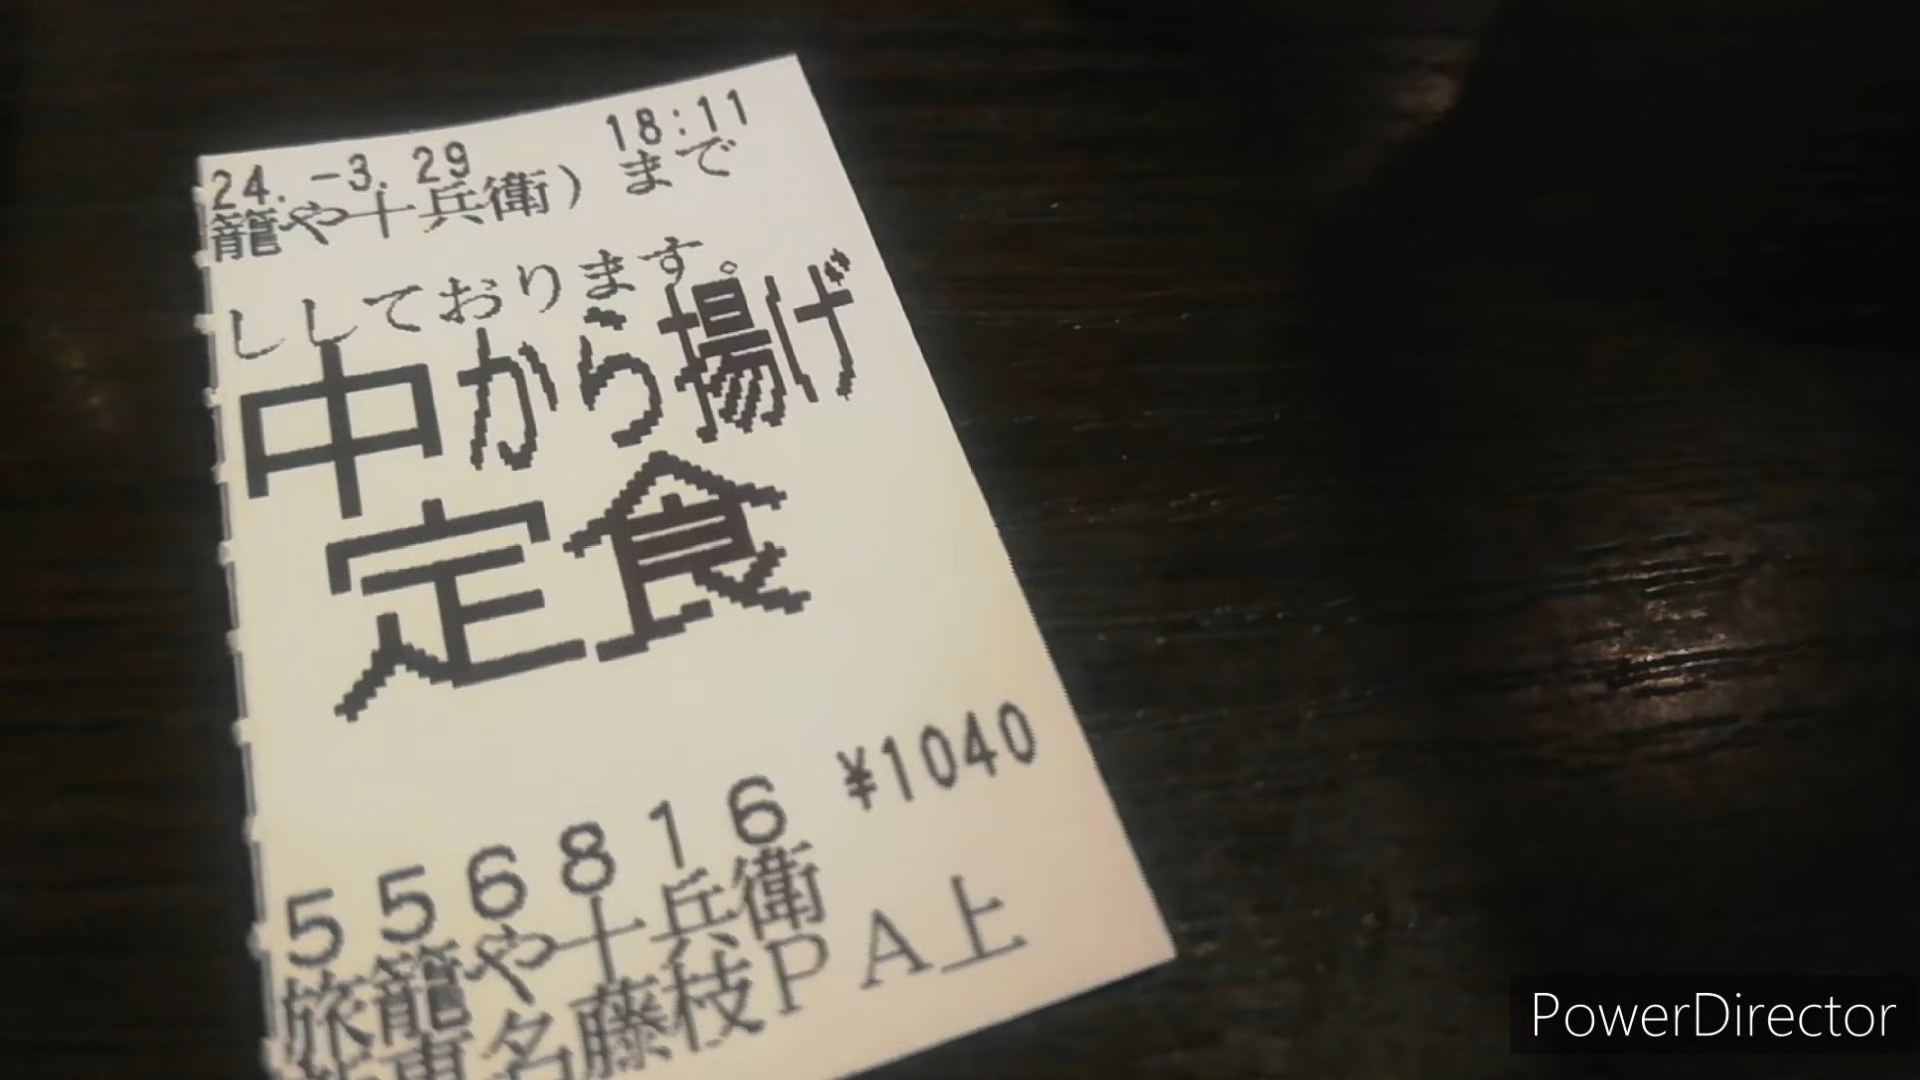 24.-3.29 18:11
籠や十兵衛）まで
ししております。
中から揚げ
定食
¥1040
556816
旅籠や十兵衛
新東名藤枝PA上
PowerDirector